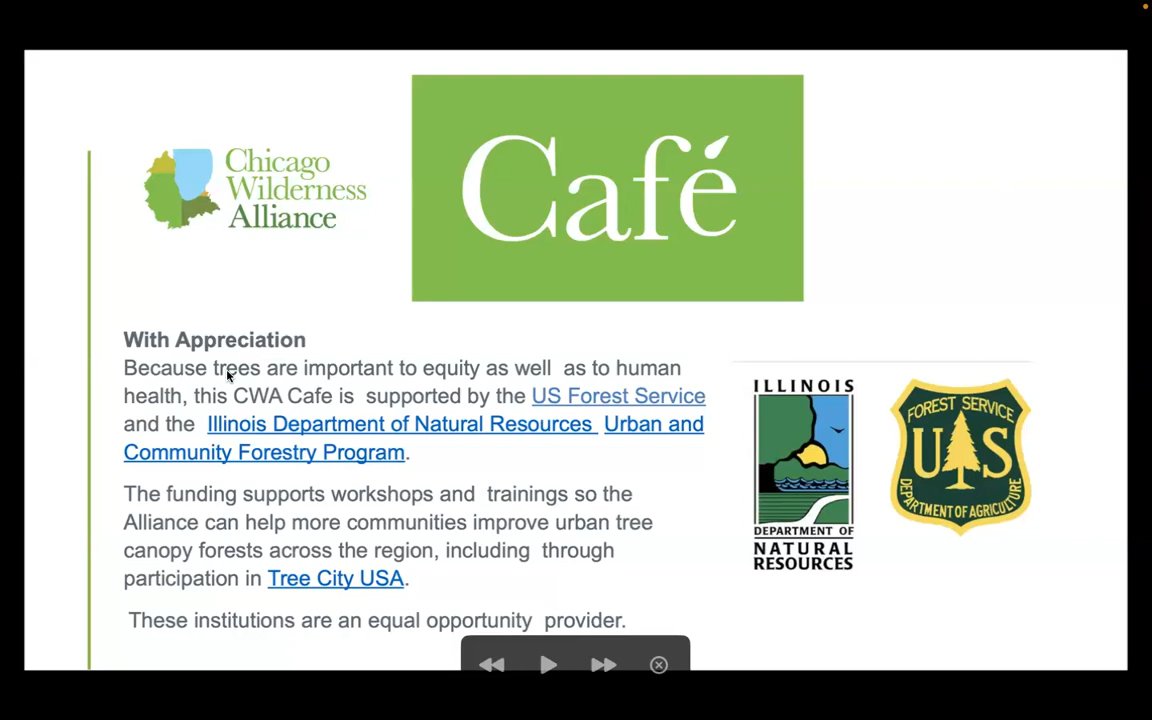 Chicago
Wilderness
Alliance
Café
With Appreciation
Because trees are important to equity as well as to human
health, this CWA Cafe is supported by the US Forest Service
and the Illinois Department of Natural Resources Urban and
Community Forestry Program.
The funding supports workshops and trainings so the
Alliance can help more communities improve urban tree
canopy forests across the region, including through
participation in Tree City USA.
These institutions are an equal opportunity provider.
ILLINOIS
DEPARTMENT OF
NATURAL
RESOURCES
FOREST SERVICE
U S
DEPARTMENT OF AGRICULTURE